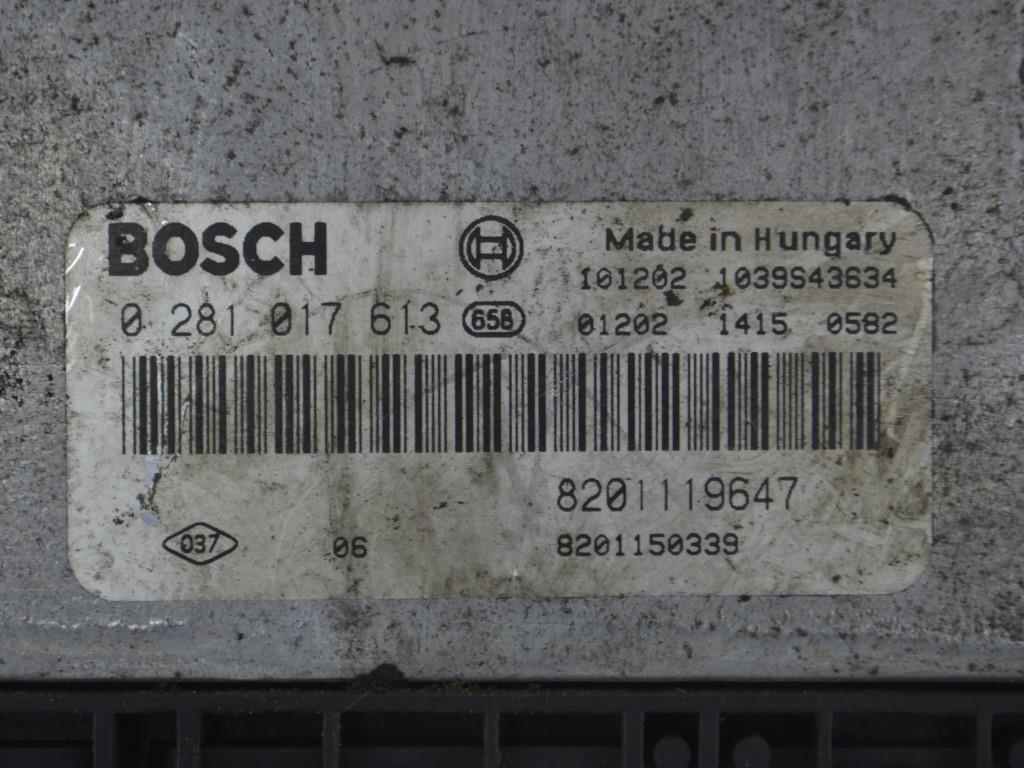 BOSCH
Made in Hungary
101202 1039S43634
0 281 017 613 658
01202 1415 0582
8201119647
037 06 8201150339